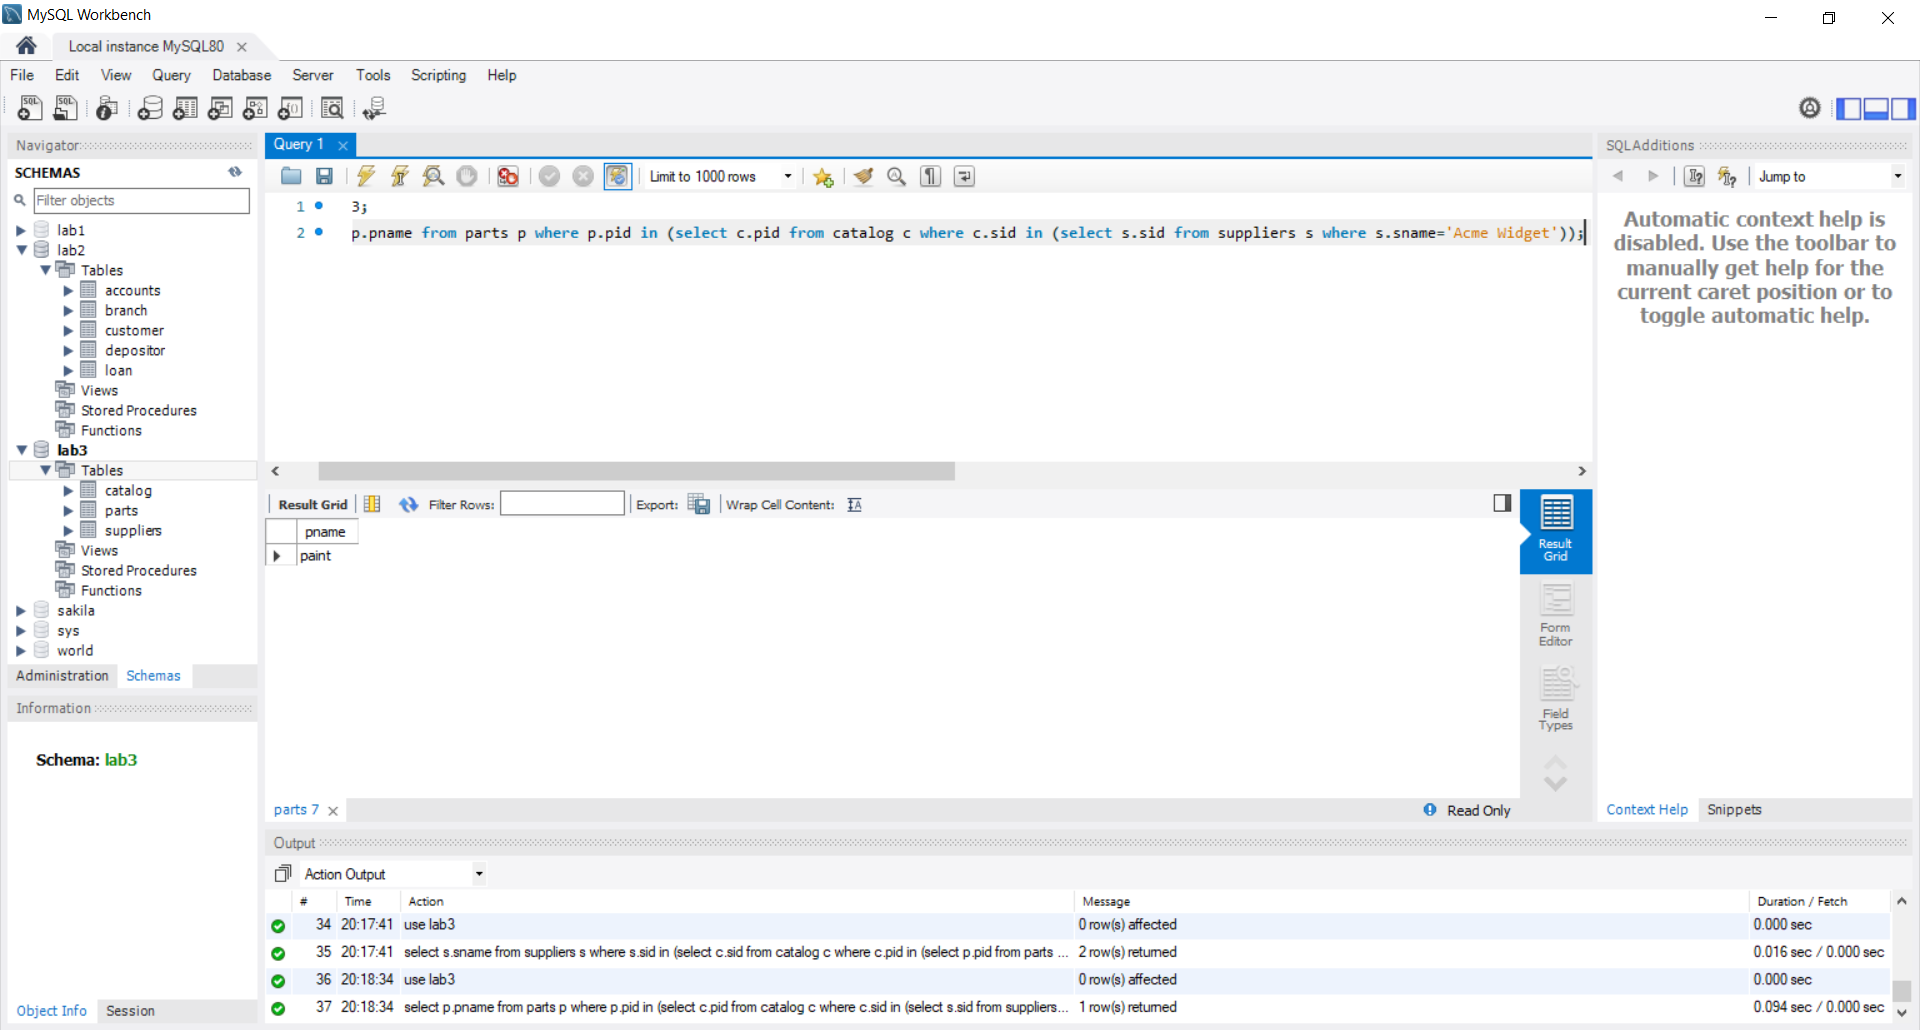 MySQL Workbench
Local instance MySQL80
File Edit View Query Database Server Tools Scripting Help
Navigator
SCHEMAS
Filter objects
lab1
lab2
Tables
accounts
branch
customer
depositor
loan
Views
Stored Procedures
Functions
lab3
Tables
catalog
parts
suppliers
Views
Stored Procedures
Functions
sakila
sys
world
Administration Schemas
Information
Schema: lab3
Object Info Session
Query 1
Limit to 1000 rows
1 3;
2 p.pname from parts p where p.pid in (select c.pid from catalog c where c.sid in (select s.sid from suppliers s where s.sname='Acme Widget'));
Result Grid Filter Rows: Export: Wrap Cell Content:
pname
paint
Result
Grid
Form
Editor
Field
Types
parts 7
Read Only
SQLAdditions
Jump to
Automatic context help is
disabled. Use the toolbar to
manually get help for the
current caret position or to
toggle automatic help.
Context Help Snippets
Output
Action Output
# Time Action Message Duration / Fetch
34 20:17:41 use lab3 0 row(s) affected 0.000 sec
35 20:17:41 select s.sname from suppliers s where s.sid in (select c.sid from catalog c where c.pid in (select p.pid from parts ... 2 row(s) returned 0.016 sec / 0.000 sec
36 20:18:34 use lab3 0 row(s) affected 0.000 sec
37 20:18:34 select p.pname from parts p where p.pid in (select c.pid from catalog c where c.sid in (select s.sid from suppliers... 1 row(s) returned 0.094 sec / 0.000 sec